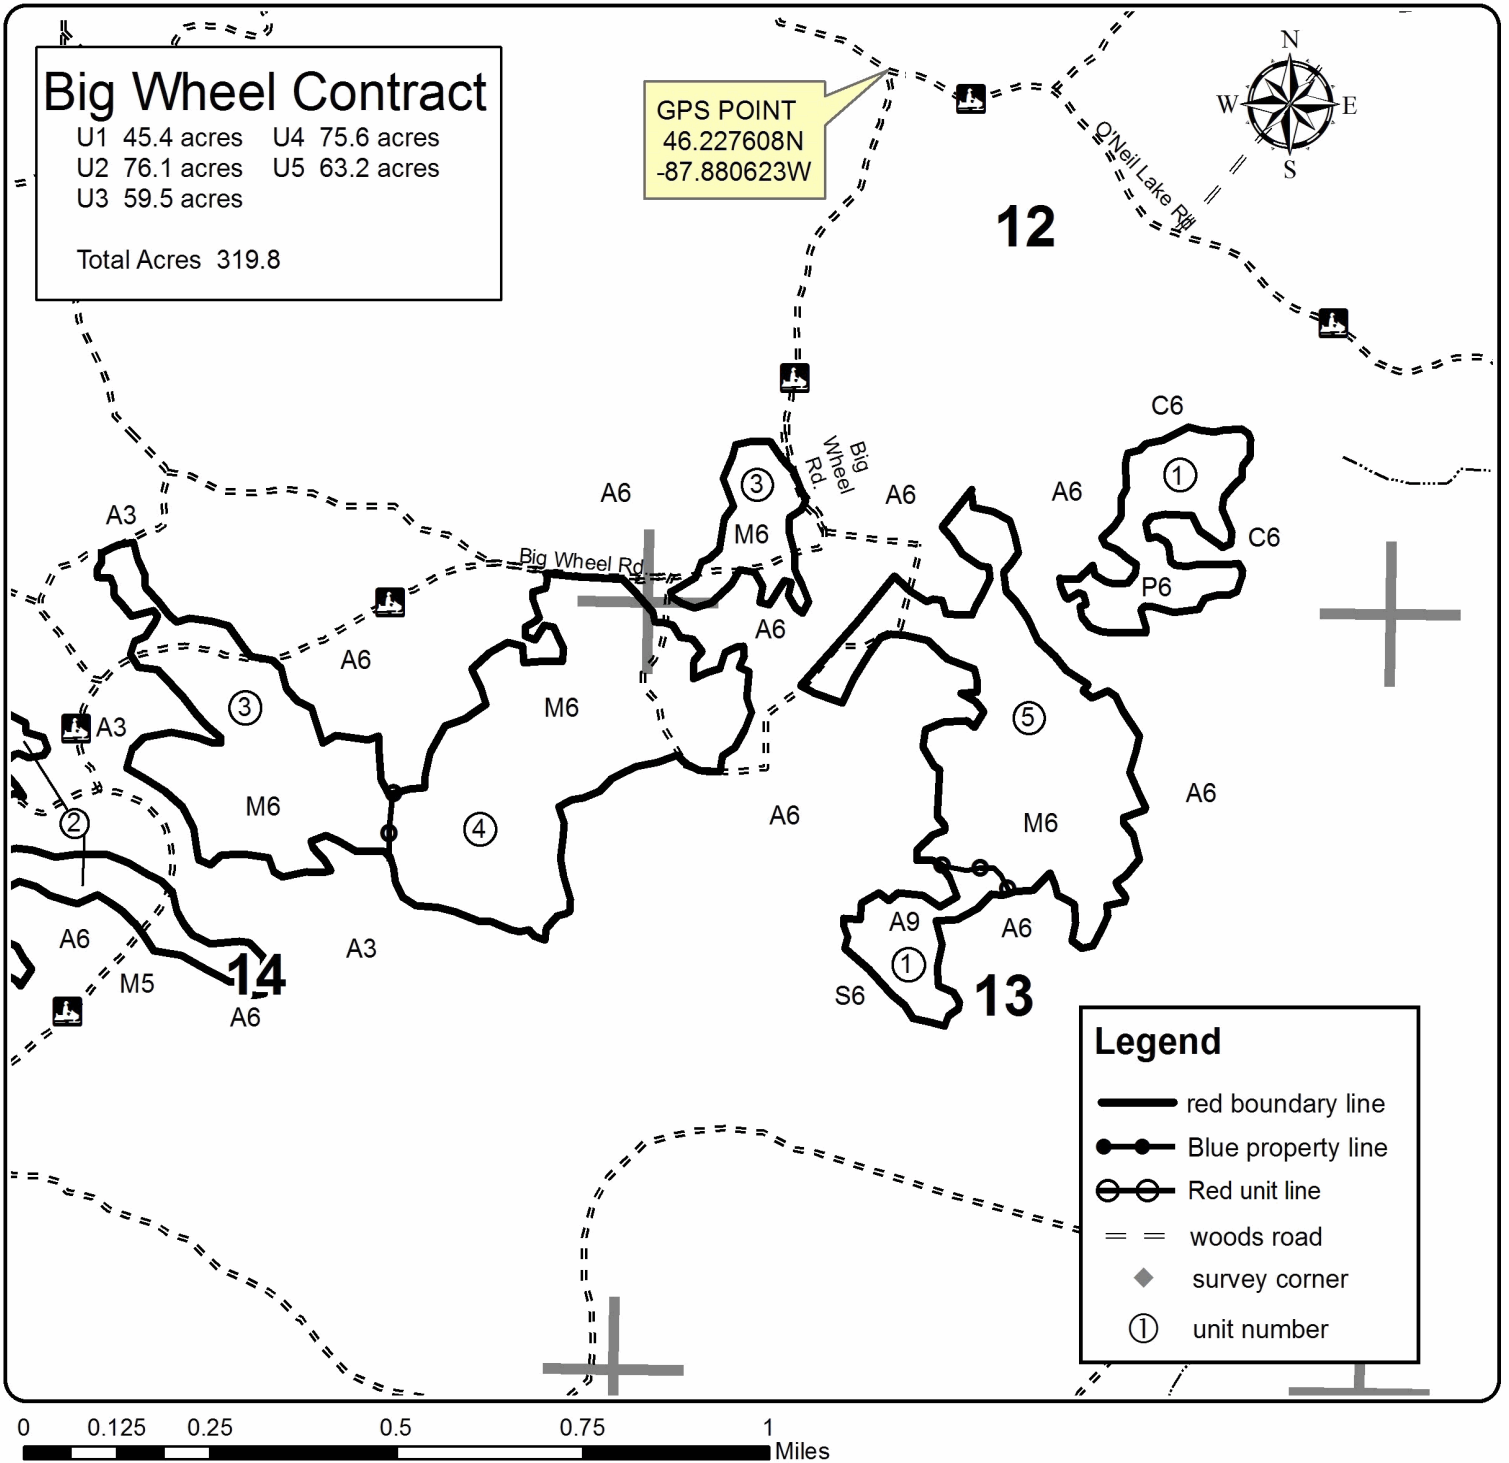 Big Wheel Contract
U1 45.4 acres U4 75.6 acres
U2 76.1 acres U5 63.2 acres
U3 59.5 acres
Total Acres 319.8
GPS POINT
46.227608N
-87.880623W
N
W E
S
O'Neil Lake Rd
12
C6
1
Big
Wheel
Rd.
3
A6
A6
A6
A3
M6
C6
Big Wheel Rd
P6
A6
A6
3
M6
5
A3
M6
A6
A6
M6
2
4
M6
A9
A6
A6
A3
1
14
M5
S6
13
A6
Legend
red boundary line
Blue property line
Red unit line
woods road
survey corner
1 unit number
0 0.125 0.25 0.5 0.75 1
Miles